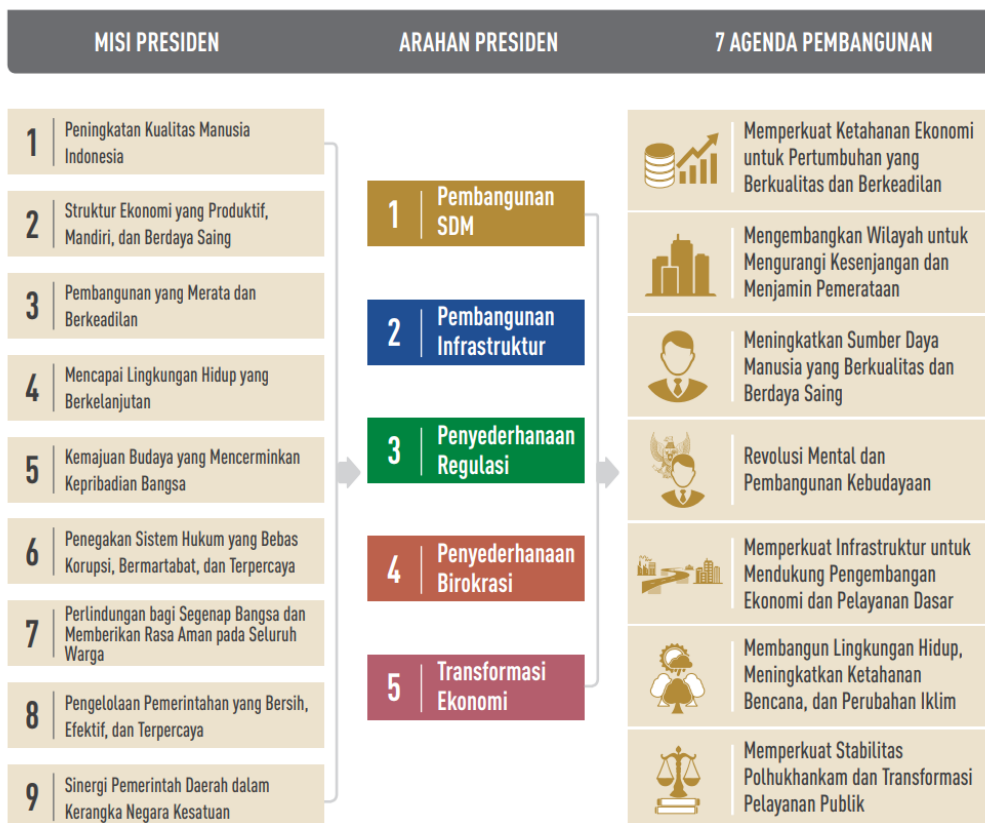 MISI PRESIDEN
ARAHAN PRESIDEN
7 AGENDA PEMBANGUNAN
1
Peningkatan Kualitas Manusia
Indonesia
2
Struktur Ekonomi yang Produktif,
Mandiri, dan Berdaya Saing
3
Pembangunan yang Merata dan
Berkeadilan
4
Mencapai Lingkungan Hidup yang
Berkelanjutan
5
Kemajuan Budaya yang Mencerminkan
Kepribadian Bangsa
6
Penegakan Sistem Hukum yang Bebas
Korupsi, Bermartabat, dan Terpercaya
7
Perlindungan bagi Segenap Bangsa dan
Memberikan Rasa Aman pada Seluruh
Warga
8
Pengelolaan Pemerintahan yang Bersih,
Efektif, dan Terpercaya
9
Sinergi Pemerintah Daerah dalam
Kerangka Negara Kesatuan
1
Pembangunan
SDM
2
Pembangunan
Infrastruktur
3
Penyederhanaan
Regulasi
4
Penyederhanaan
Birokrasi
5
Transformasi
Ekonomi
Memperkuat Ketahanan Ekonomi
untuk Pertumbuhan yang
Berkualitas dan Berkeadilan
Mengembangkan Wilayah untuk
Mengurangi Kesenjangan dan
Menjamin Pemerataan
Meningkatkan Sumber Daya
Manusia yang Berkualitas dan
Berdaya Saing
Revolusi Mental dan
Pembangunan Kebudayaan
Memperkuat Infrastruktur untuk
Mendukung Pengembangan
Ekonomi dan Pelayanan Dasar
Membangun Lingkungan Hidup,
Meningkatkan Ketahanan
Bencana, dan Perubahan Iklim
Memperkuat Stabilitas
Polhukhankam dan Transformasi
Pelayanan Publik